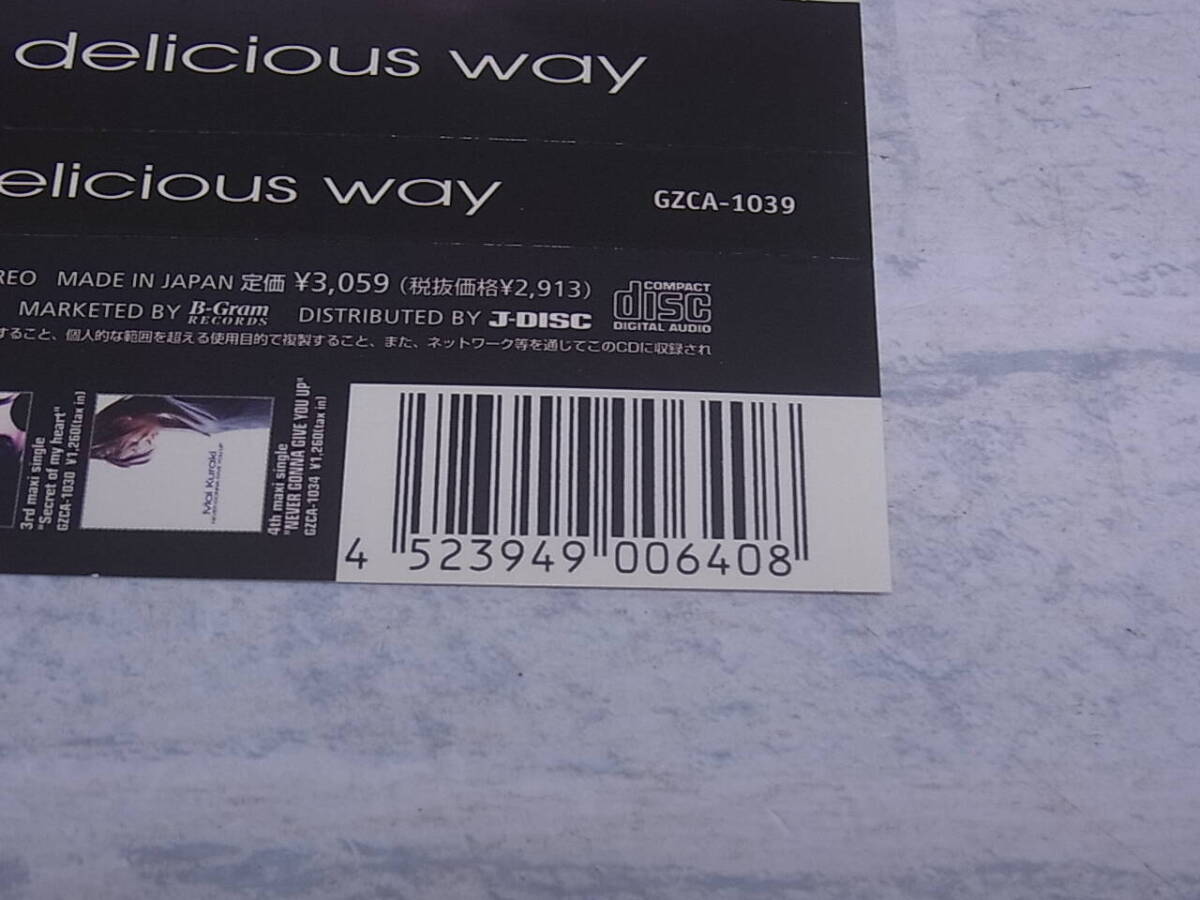 delicious way
elicious way
GZCA-1039
REO MADE IN JAPAN 定価 ¥3,059 (税抜価格¥2,913)
MARKETED BY B-Gram RECORDS DISTRIBUTED BY J-DISC
COMPACT disc DIGITAL AUDIO
すること、個人的な範囲を超える使用目的で複製すること、また、ネットワーク等を通じてこのCDに収録され
3rd maxi single
"Secret of my heart"
GZCA-1030 ¥1,260(tax in)
Mai Kuraki
NEVER GONNA GIVE YOU UP
4th maxi single
"NEVER GONNA GIVE YOU UP"
GZCA-1034 ¥1,260(tax in)
4 523949 006408